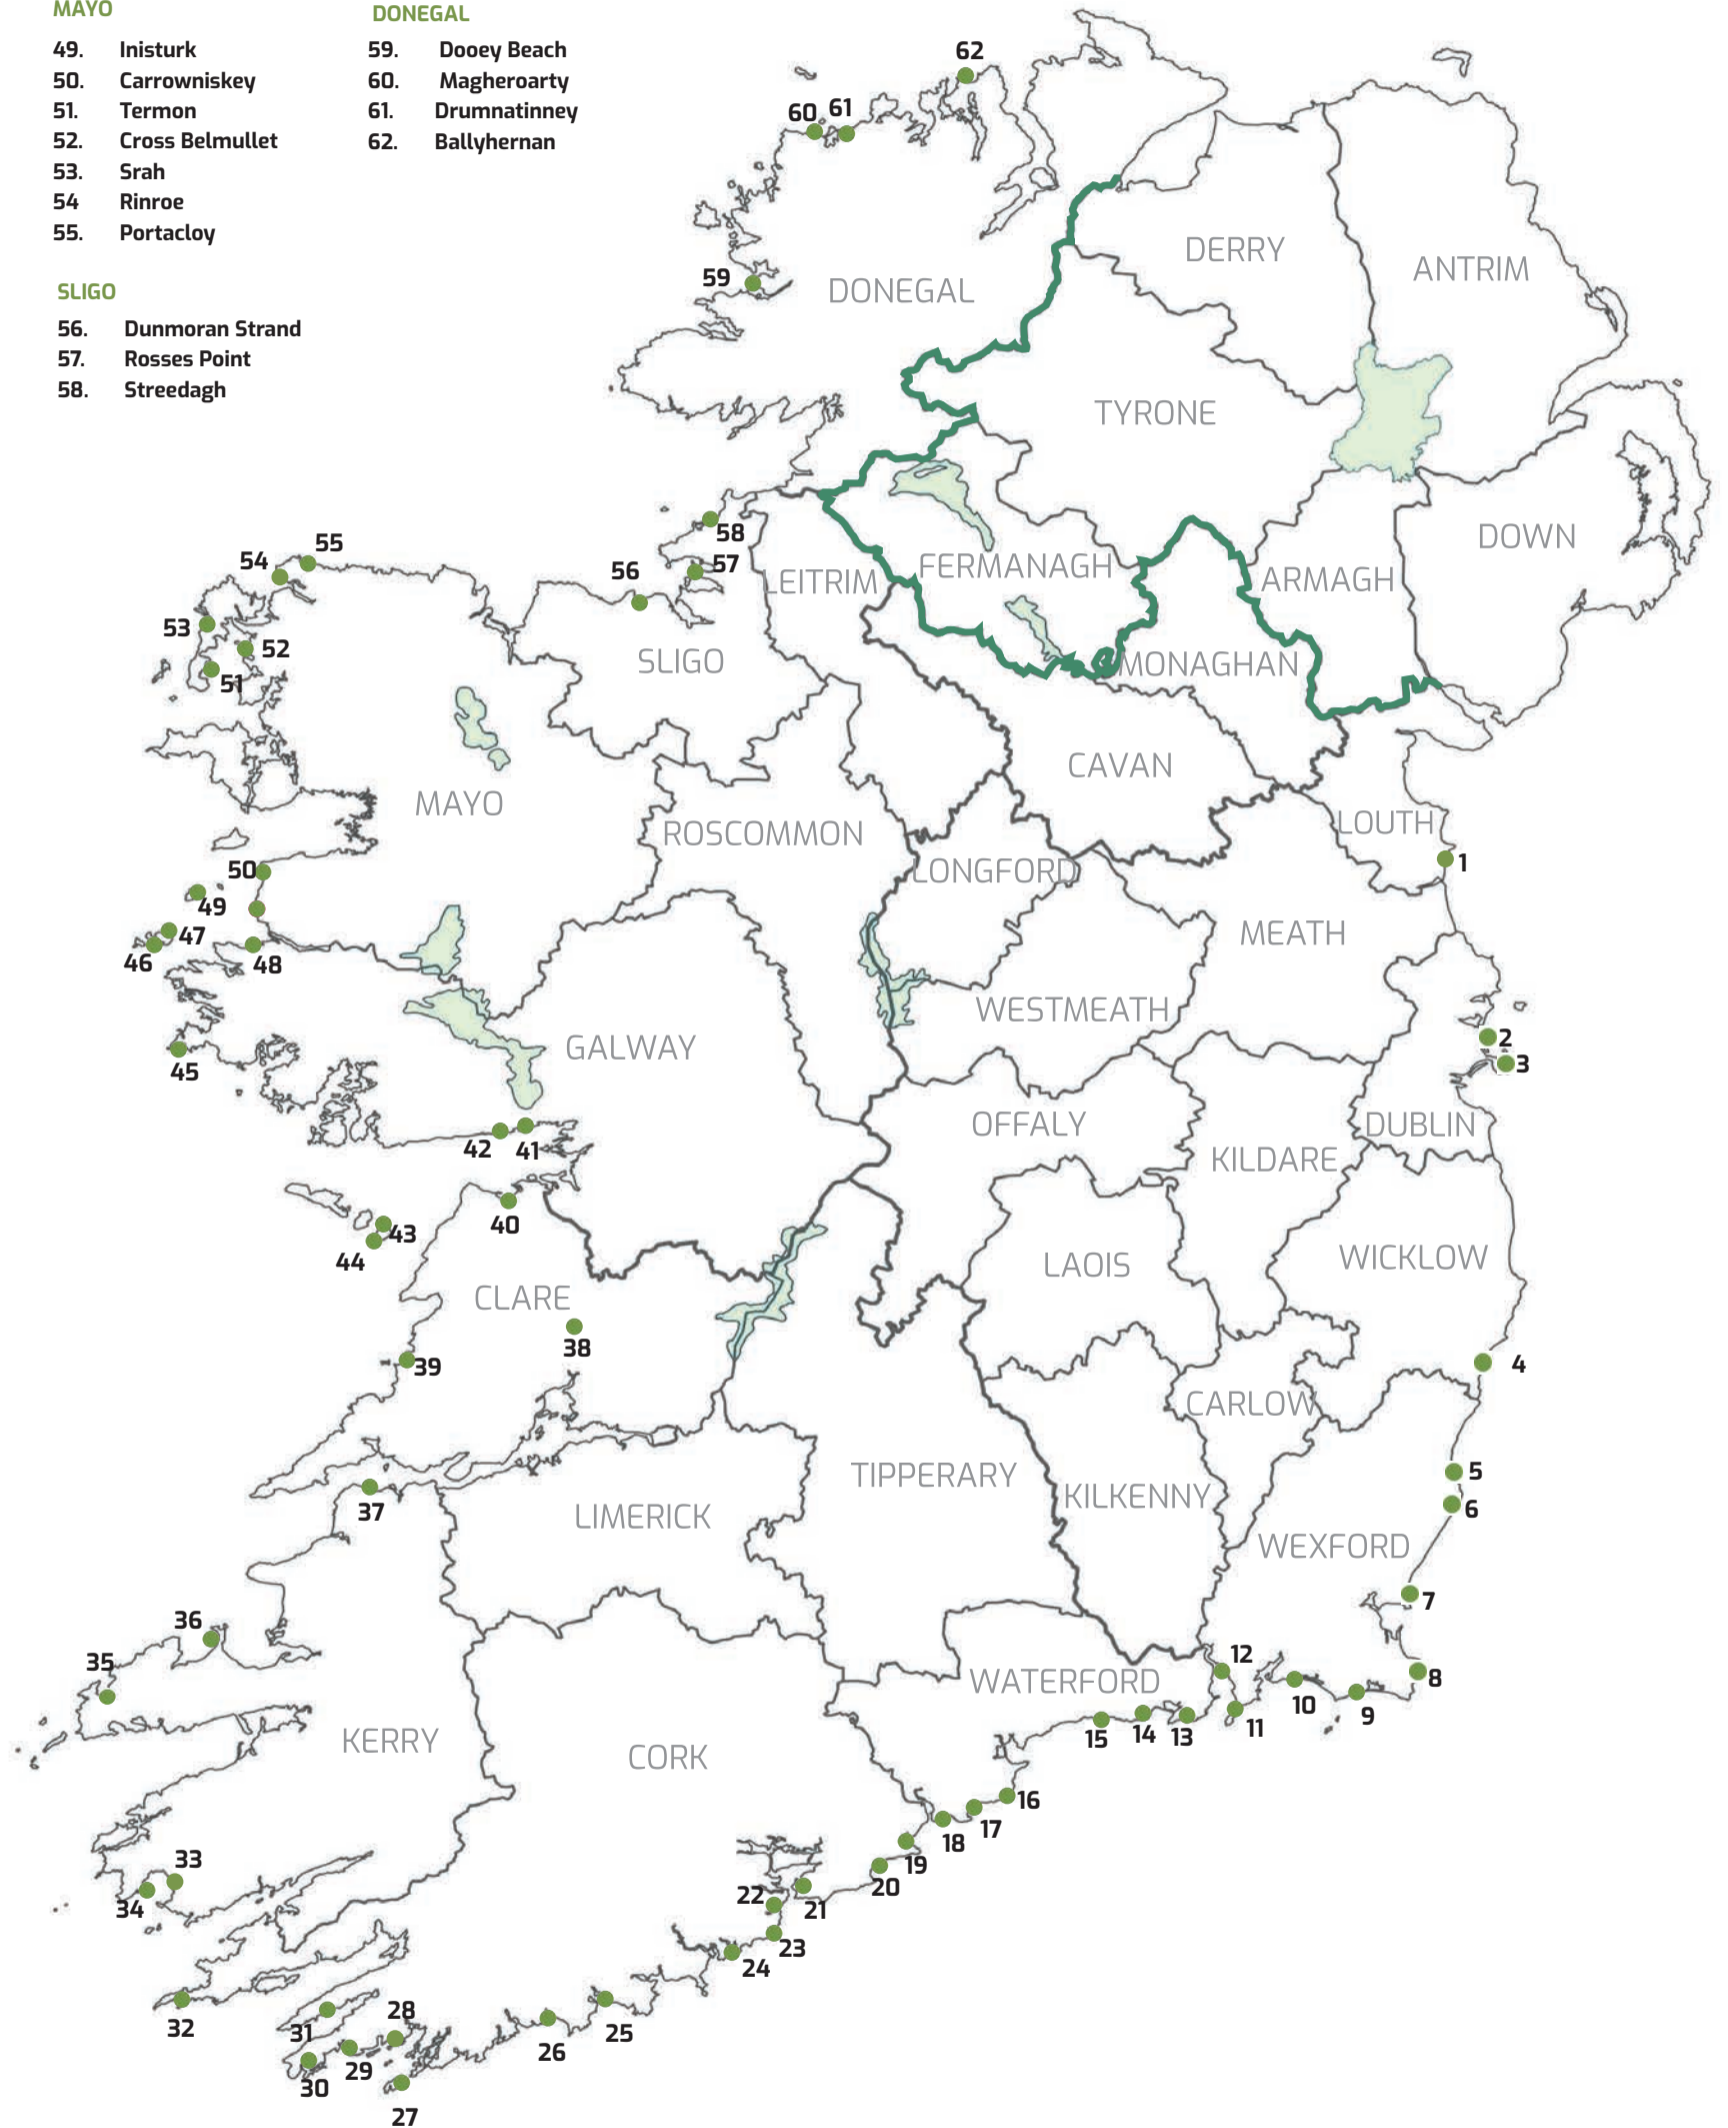 MAYO
49. Inisturk
50. Carrowniskey
51. Termon
52. Cross Belmullet
53. Srah
54 Rinroe
55. Portacloy
SLIGO
56. Dunmoran Strand
57. Rosses Point
58. Streedagh
DONEGAL
59. Dooey Beach
60. Magheroarty
61. Drumnatinney
62. Ballyhernan
62
60 61
DERRY
ANTRIM
59
DONEGAL
TYRONE
58
DOWN
55
54
57
56
FERMANAGH
LEITRIM
ARMAGH
53
52
SLIGO
MONAGHAN
51
CAVAN
MAYO
LOUTH
ROSCOMMON
1
50
LONGFORD
49
47
MEATH
46
48
WESTMEATH
2
GALWAY
3
45
OFFALY
DUBLIN
42
41
KILDARE
40
43
44
WICKLOW
LAOIS
CLARE
38
39
4
CARLOW
5
TIPPERARY
KILKENNY
6
37
LIMERICK
WEXFORD
7
36
12
35
8
WATERFORD
10
9
11
15
14
13
KERRY
CORK
16
17
18
33
19
20
22
21
34
23
24
28
32
31
25
26
29
30
27